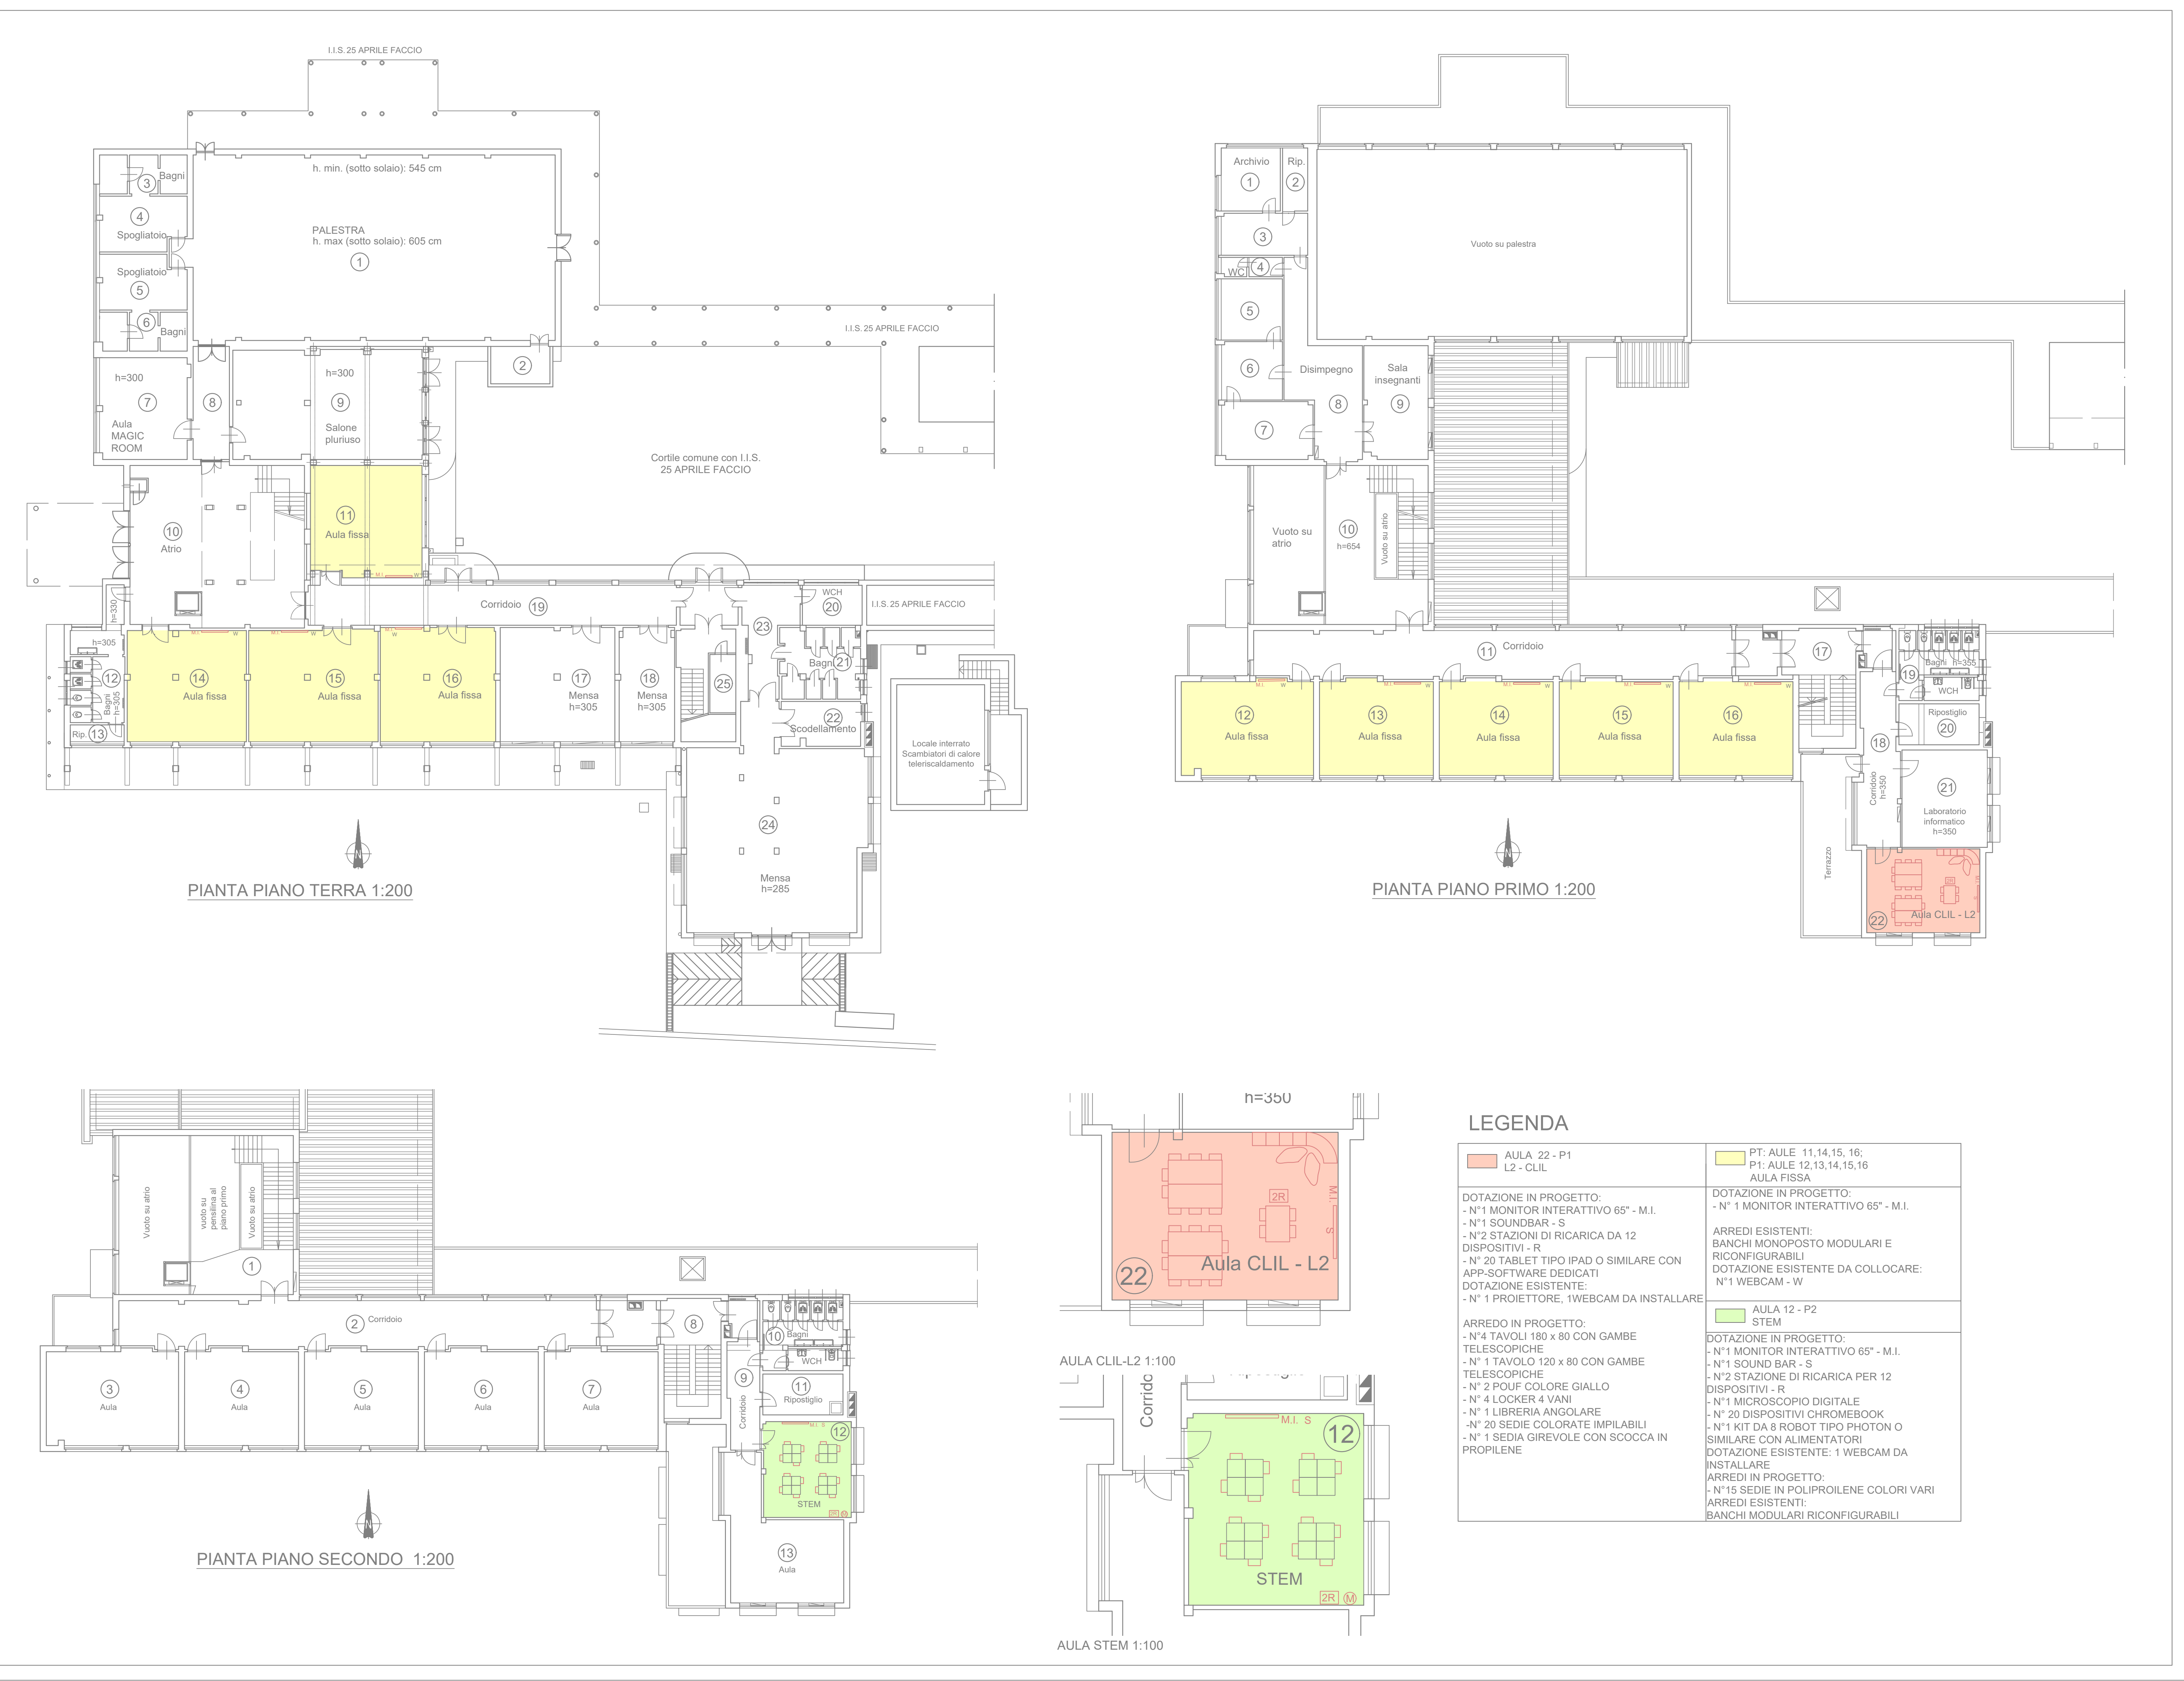 I.I.S. 25 APRILE FACCIO
h. min. (sotto solaio): 545 cm
3
Bagni
4
Spogliatoio
PALESTRA
h. max (sotto solaio): 605 cm
1
Spogliatoio
5
6
Bagni
I.I.S. 25 APRILE FACCIO
2
h=300
7
Aula
MAGIC
ROOM
8
h=300
9
Salone
pluriuso
Cortile comune con I.I.S.
25 APRILE FACCIO
10
Atrio
11
Aula fissa
M.I. W
h=330
Corridoio 19
WCH
20
I.I.S. 25 APRILE FACCIO
23
h=305
12
Bagni
h=305
Rip. 13
M.I. W
14
Aula fissa
M.I. W
15
Aula fissa
M.I.
W
16
Aula fissa
17
Mensa
h=305
18
Mensa
h=305
25
Bagni 21
22
Scodellamento
Locale interrato
Scambiatori di calore
teleriscaldamento
24
Mensa
h=285
PIANTA PIANO TERRA 1:200
Archivio
1
Rip.
2
3
WC 4
5
6
7
Disimpegno
8
Sala
insegnanti
9
Vuoto su palestra
Vuoto su
atrio
10
h=654
Vuoto su atrio
11 Corridoio
17
Bagni h=355
19
WCH
M.I. W
12
Aula fissa
M.I. W
13
Aula fissa
M.I. W
14
Aula fissa
M.I. W
15
Aula fissa
M.I. W
16
Aula fissa
Ripostiglio
20
18
Corridoio
h=350
21
Laboratorio
informatico
h=350
Terrazzo
2R
M.I.
S
22
Aula CLIL - L2
PIANTA PIANO PRIMO 1:200
Vuoto su atrio
vuoto su
pensilina al
piano primo
Vuoto su atrio
1
2 Corridoio
8
10 Bagni
WCH
9
Corridoio
11
Ripostiglio
3
Aula
4
Aula
5
Aula
6
Aula
7
Aula
M.I. S
12
STEM
2R M
13
Aula
PIANTA PIANO SECONDO 1:200
h=350
2R
M.I.
S
22
Aula CLIL - L2
AULA CLIL-L2 1:100
Corridc
M.I. S
12
STEM
2R M
AULA STEM 1:100
LEGENDA
AULA 22 - P1
L2 - CLIL
DOTAZIONE IN PROGETTO:
- N°1 MONITOR INTERATTIVO 65" - M.I.
- N°1 SOUNDBAR - S
- N°2 STAZIONI DI RICARICA DA 12
DISPOSITIVI - R
- N° 20 TABLET TIPO IPAD O SIMILARE CON
APP-SOFTWARE DEDICATI
DOTAZIONE ESISTENTE:
- N° 1 PROIETTORE, 1WEBCAM DA INSTALLARE
ARREDO IN PROGETTO:
- N°4 TAVOLI 180 x 80 CON GAMBE
TELESCOPICHE
- N° 1 TAVOLO 120 x 80 CON GAMBE
TELESCOPICHE
- N° 2 POUF COLORE GIALLO
- N° 4 LOCKER 4 VANI
- N° 1 LIBRERIA ANGOLARE
-N° 20 SEDIE COLORATE IMPILABILI
- N° 1 SEDIA GIREVOLE CON SCOCCA IN
PROPILENE
PT: AULE 11,14,15, 16;
P1: AULE 12,13,14,15,16
AULA FISSA
DOTAZIONE IN PROGETTO:
- N° 1 MONITOR INTERATTIVO 65" - M.I.
ARREDI ESISTENTI:
BANCHI MONOPOSTO MODULARI E
RICONFIGURABILI
DOTAZIONE ESISTENTE DA COLLOCARE:
N°1 WEBCAM - W
AULA 12 - P2
STEM
DOTAZIONE IN PROGETTO:
- N°1 MONITOR INTERATTIVO 65" - M.I.
- N°1 SOUND BAR - S
- N°2 STAZIONE DI RICARICA PER 12
DISPOSITIVI - R
- N°1 MICROSCOPIO DIGITALE
- N° 20 DISPOSITIVI CHROMEBOOK
- N°1 KIT DA 8 ROBOT TIPO PHOTON O
SIMILARE CON ALIMENTATORI
DOTAZIONE ESISTENTE: 1 WEBCAM DA
INSTALLARE
ARREDI IN PROGETTO:
- N°15 SEDIE IN POLIPROILENE COLORI VARI
ARREDI ESISTENTI:
BANCHI MODULARI RICONFIGURABILI